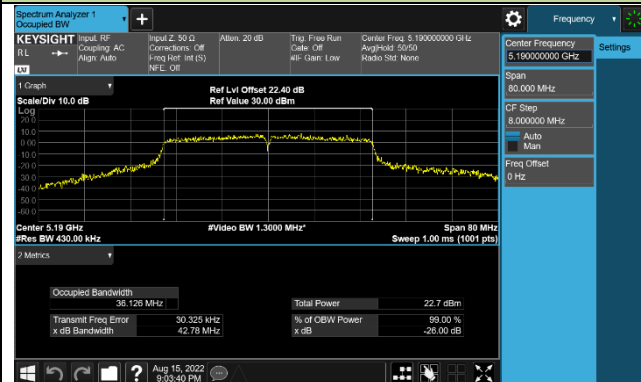 Spectrum Analyzer 1
Occupied BW
Frequency
KEYSIGHT
RL
LXI
Input: RF
Coupling: AC
Align: Auto
Input Z: 50 Ω
Corrections: Off
Freq Ref: Int (S)
NFE: Off
Atten: 20 dB
Trig: Free Run
Gate: Off
#IF Gain: Low
Center Freq: 5.190000000 GHz
Avg|Hold: 50/50
Radio Std: None
Center Frequency
5.190000000 GHz
Settings
Span
80.000 MHz
CF Step
8.000000 MHz
Auto
Man
Freq Offset
0 Hz
1 Graph
Scale/Div 10.0 dB
Ref Lvl Offset 22.40 dB
Ref Value 30.00 dBm
Log
20.0
10.0
0.00
-10.0
-20.0
-30.0
-40.0
-50.0
-60.0
Center 5.19 GHz
#Video BW 1.3000 MHz*
Span 80 MHz
#Res BW 430.00 kHz
Sweep 1.00 ms (1001 pts)
2 Metrics
Occupied Bandwidth
36.126 MHz
Total Power 22.7 dBm
Transmit Freq Error 30.325 kHz
% of OBW Power 99.00 %
x dB Bandwidth 42.78 MHz
x dB -26.00 dB
?
Aug 15, 2022
9:03:40 PM